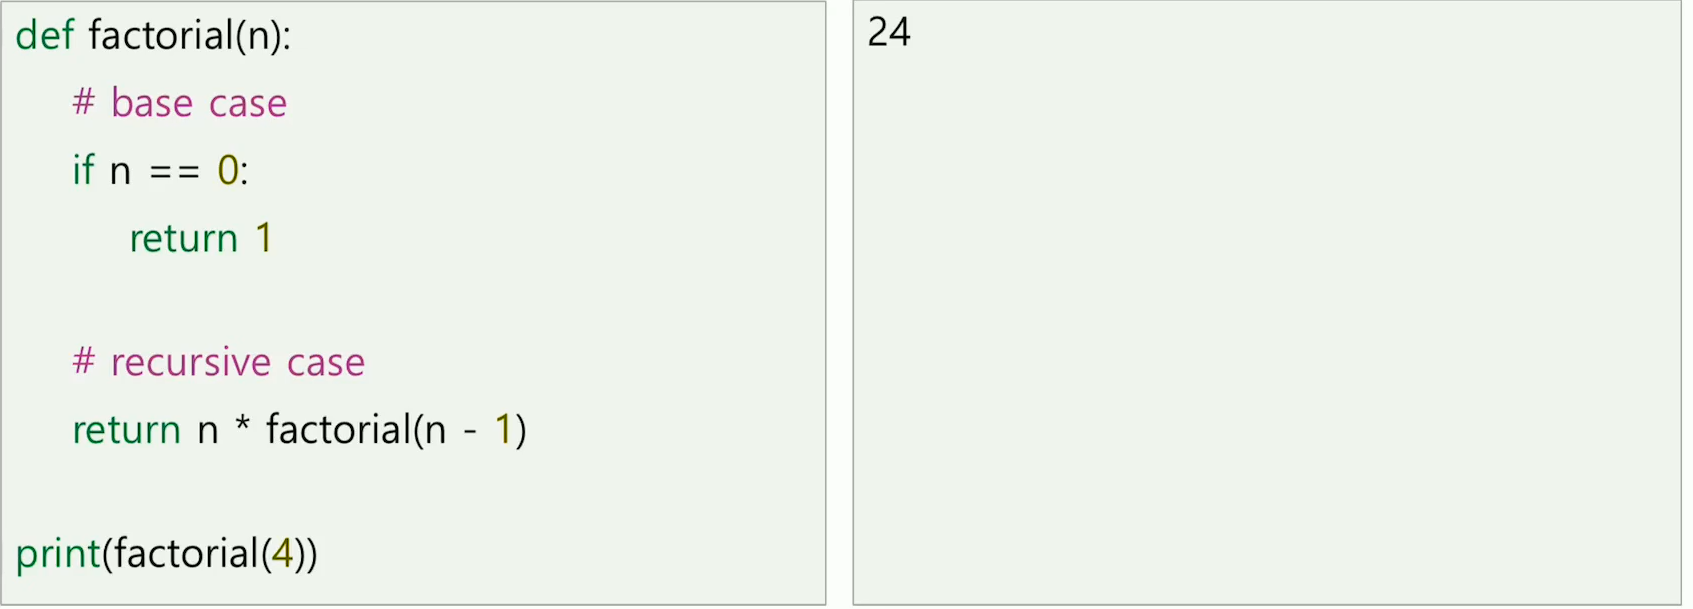 def factorial(n):
# base case
if n == 0:
return 1
# recursive case
return n * factorial(n - 1)
print(factorial(4))
24